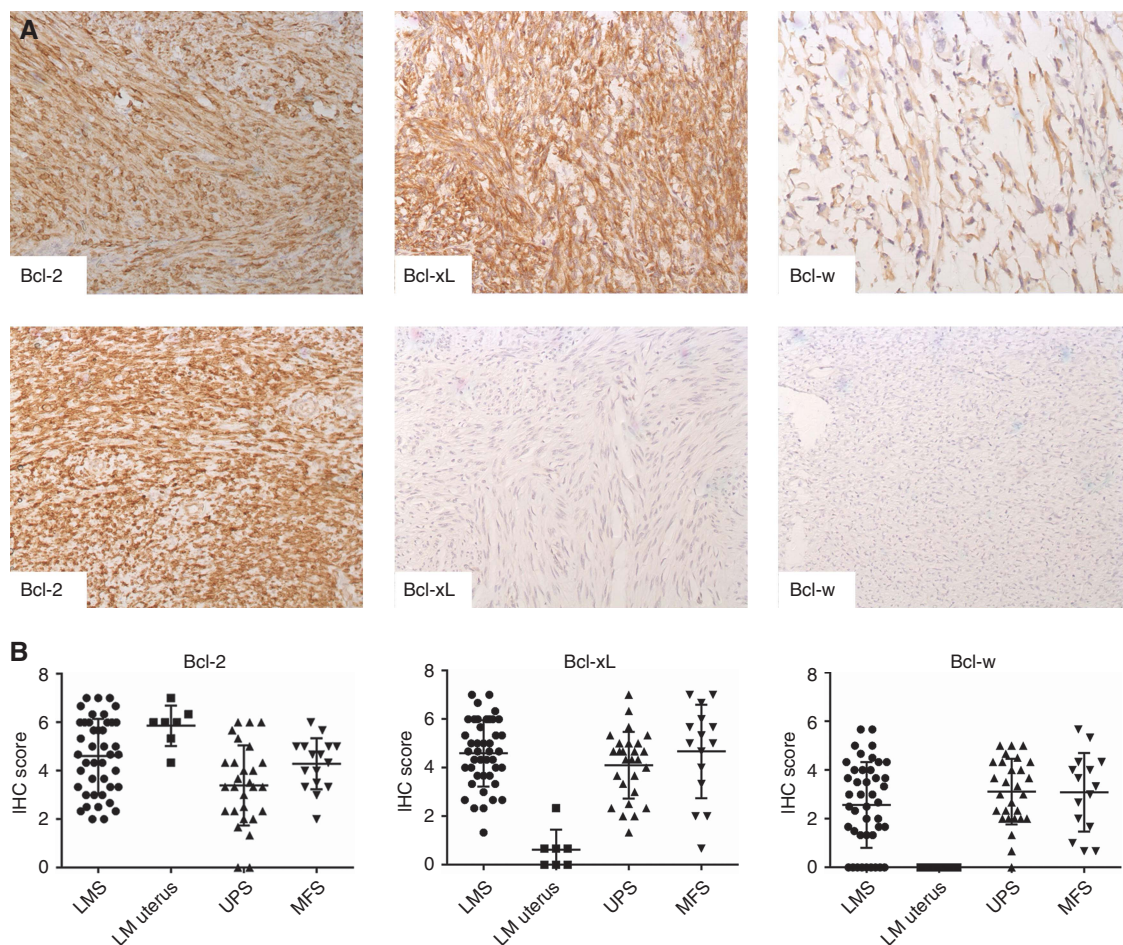 A
Bcl-2
Bcl-xL
Bcl-w
Bcl-2
Bcl-xL
Bcl-w
B
Bcl-2
8
6
4
2
0
IHC score
LMS
LM uterus
UPS
MFS
Bcl-xL
8
6
4
2
0
IHC score
LMS
LM uterus
UPS
MFS
Bcl-w
8
6
4
2
0
IHC score
LMS
LM uterus
UPS
MFS